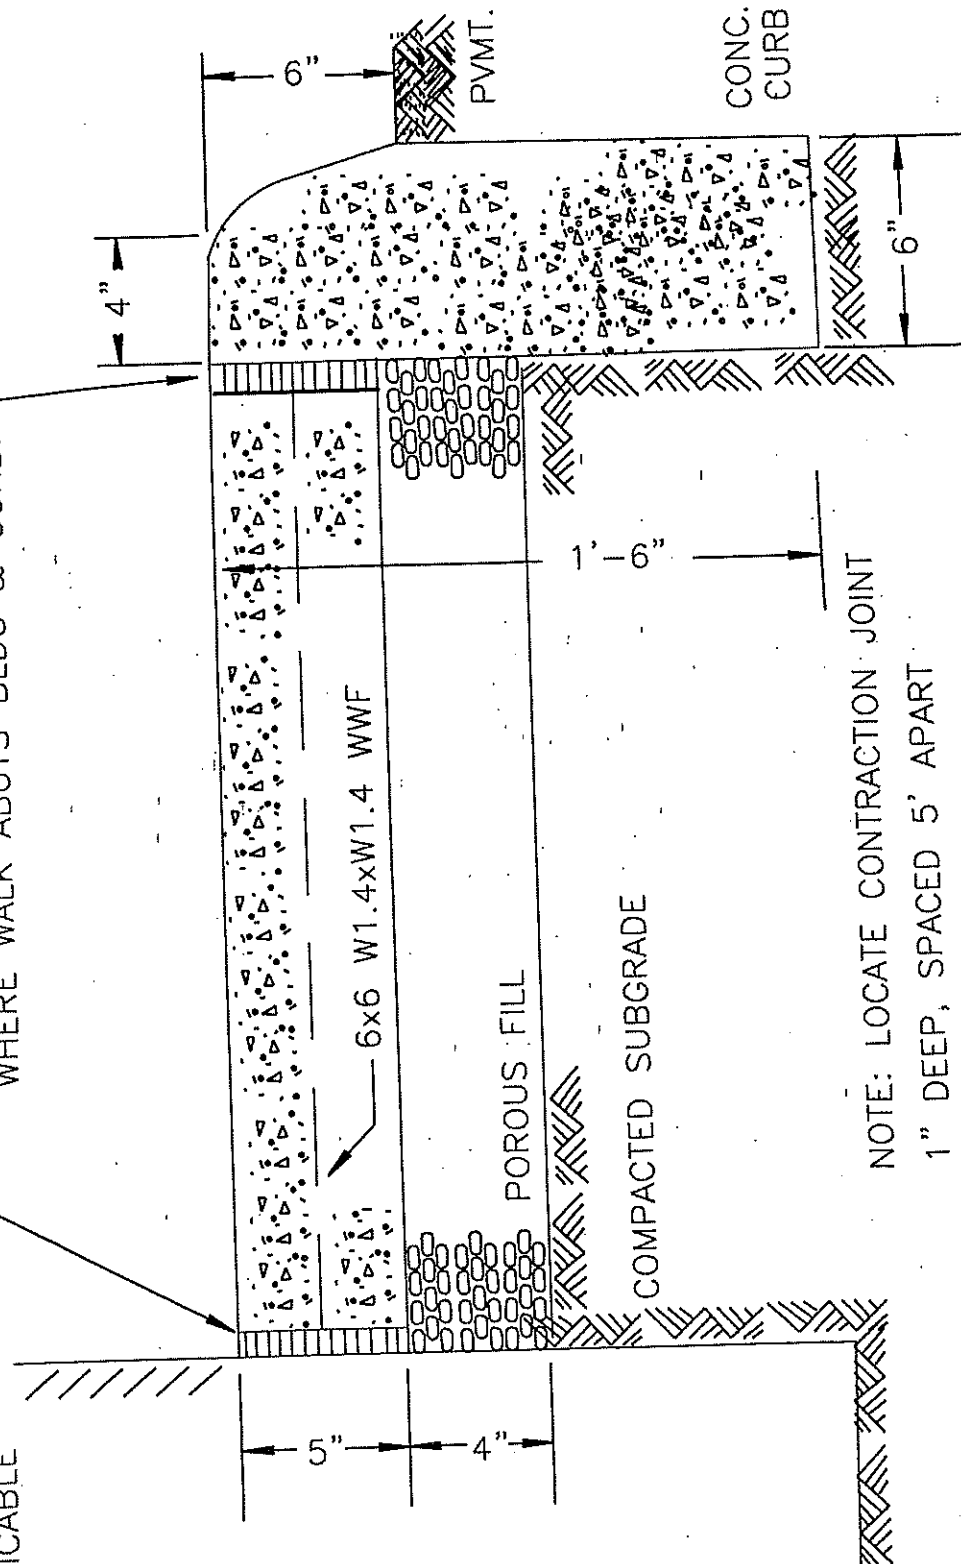 WHERE WALK ABUTS BLDG &
4"
6"
PVMT.
CONC.
CURB
6"
1'-6"
6x6 W1.4xW1.4 WWF
POROUS FILL
COMPACTED SUBGRADE
5"
4"
NOTE: LOCATE CONTRACTION JOINT
1" DEEP, SPACED 5' APART